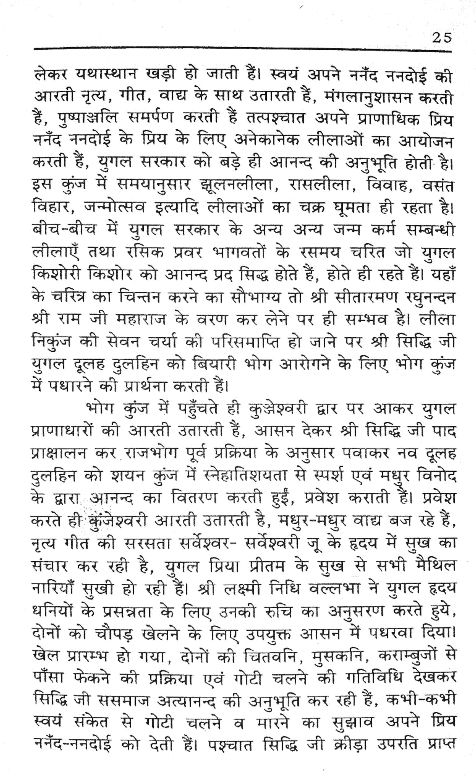 25
लेकर यथास्थान खड़ी हो जाती हैं। स्वयं अपने ननँद ननदोई की
आरती नृत्य, गीत, वाद्य के साथ उतारती हैं, मंगलानुशासन करती
हैं, पुष्पाञ्जलि समर्पण करती हैं तत्पश्चात अपने प्राणाधिक प्रिय
ननँद ननदोई के प्रिय के लिए अनेकानेक लीलाओं का आयोजन
करती हैं, युगल सरकार को बड़े ही आनन्द की अनुभूति होती है।
इस कुंज में समयानुसार झूलनलीला, रासलीला, विवाह, वसंत
विहार, जन्मोत्सव इत्यादि लीलाओं का चक्र घूमता ही रहता है।
बीच-बीच में युगल सरकार के अन्य अन्य जन्म कर्म सम्बन्धी
लीलाएँ तथा रसिक प्रवर भागवतों के रसमय चरित जो युगल
किशोरी किशोर को आनन्द प्रद सिद्ध होते हैं, होते ही रहते हैं। यहाँ
के चरित्र का चिन्तन करने का सौभाग्य तो श्री सीतारमण रघुनन्दन
श्री राम जी महाराज के वरण कर लेने पर ही सम्भव है। लीला
निकुंज की सेवन चर्या की परिसमाप्ति हो जाने पर श्री सिद्धि जी
युगल दूलह दुलहिन को बियारी भोग आरोगने के लिए भोग कुंज
में पधारने की प्रार्थना करती हैं।
भोग कुंज में पहुँचते ही कुञ्जेश्वरी द्वार पर आकर युगल
प्राणाधारों की आरती उतारती हैं, आसन देकर श्री सिद्धि जी पाद
प्राक्षालन कर राजभोग पूर्व प्रक्रिया के अनुसार पवाकर नव दूलह
दुलहिन को शयन कुंज में स्नेहातिशयता से स्पर्श एवं मधुर विनोद
के द्वारा आनन्द का वितरण करती हुईं, प्रवेश कराती हैं। प्रवेश
करते ही कुंजेश्वरी आरती उतारती है, मधुर-मधुर वाद्य बज रहे हैं,
नृत्य गीत की सरसता सर्वेश्वर- सर्वेश्वरी जू के हृदय में सुख का
संचार कर रही है, युगल प्रिया प्रीतम के सुख से सभी मैथिल
नारियाँ सुखी हो रही हैं। श्री लक्ष्मी निधि वल्लभा ने युगल हृदय
धनियों के प्रसन्नता के लिए उनकी रुचि का अनुसरण करते हुये,
दोनों को चौपड़ खेलने के लिए उपयुक्त आसन में पधरवा दिया।
खेल प्रारम्भ हो गया, दोनों की चितवनि, मुसकनि, कराम्बुजों से
पाँसा फेकने की प्रक्रिया एवं गोटी चलने की गतिविधि देखकर
सिद्धि जी ससमाज अत्यानन्द की अनुभूति कर रही हैं, कभी-कभी
स्वयं संकेत से गोटी चलने व मारने का सुझाव अपने प्रिय
ननँद-ननदोई को देती हैं। पश्चात सिद्धि जी क्रीड़ा उपरति प्राप्त